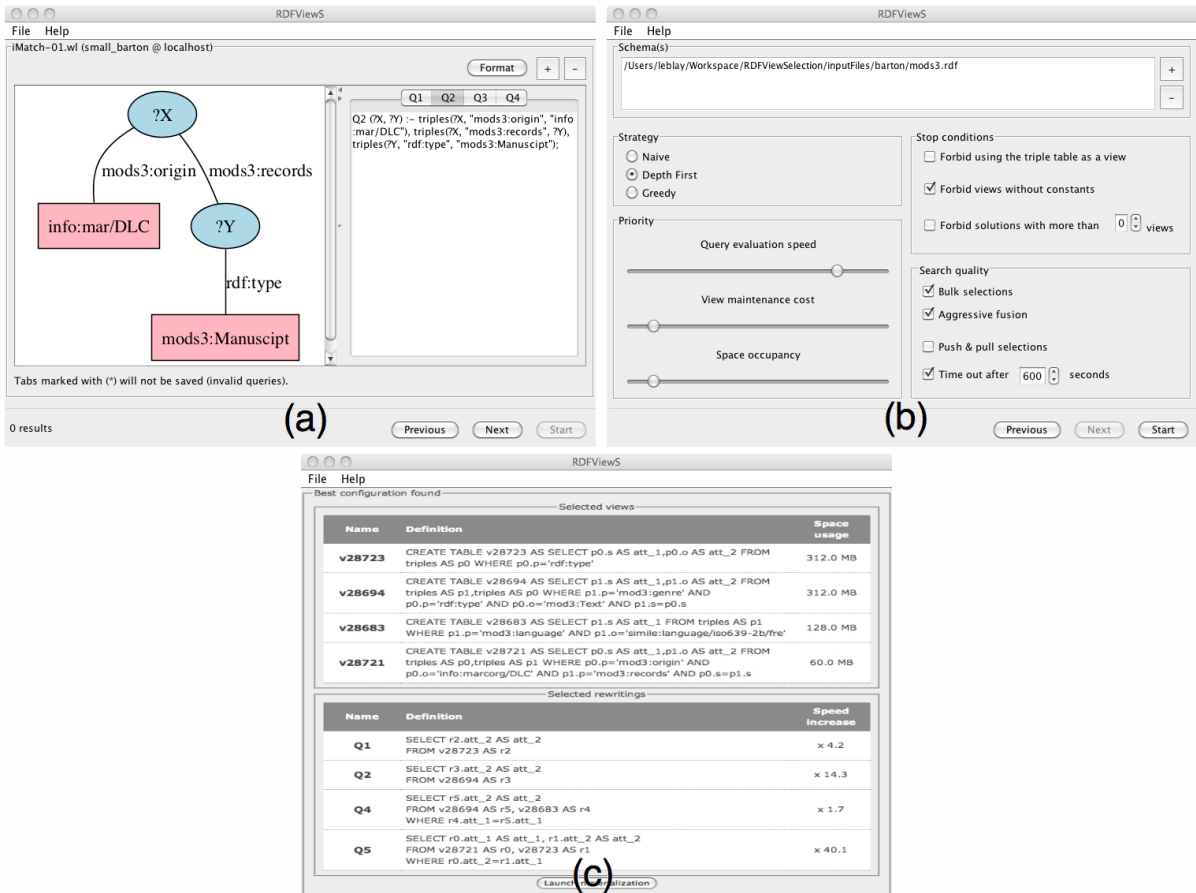 RDFViewS
File Help
iMatch-01.wl (small_barton @ localhost)
Format + -
?X
mods3:origin mods3:records
info:mar/DLC
?Y
rdf:type
mods3:Manuscipt
Q1 Q2 Q3 Q4
Q2 (?X, ?Y) :- triples(?X, "mods3:origin", "info
:mar/DLC"), triples(?X, "mods3:records", ?Y),
triples(?Y, "rdf:type", "mods3:Manuscipt");
Tabs marked with (*) will not be saved (invalid queries).
0 results
(a)
Previous Next Start
RDFViewS
File Help
Schema(s)
/Users/leblay/Workspace/RDFViewSelection/inputFiles/barton/mods3.rdf
+
-
Strategy
Naive
Depth First
Greedy
Priority
Query evaluation speed
View maintenance cost
Space occupancy
Stop conditions
Forbid using the triple table as a view
Forbid views without constants
Forbid solutions with more than 0 views
Search quality
Bulk selections
Aggressive fusion
Push & pull selections
Time out after 600 seconds
(b)
Previous Next Start
RDFViewS
File Help
Best configuration found
Selected views
Name Definition Space usage
v28723 CREATE TABLE v28723 AS SELECT p0.s AS att_1,p0.o AS att_2 FROM
triples AS p0 WHERE p0.p='rdf:type' 312.0 MB
v28694 CREATE TABLE v28694 AS SELECT p1.s AS att_1,p1.o AS att_2 FROM
triples AS p1,triples AS p0 WHERE p1.p='mod3:genre' AND 312.0 MB
p0.p='rdf:type' AND p0.o='mod3:Text' AND p1.s=p0.s
v28683 CREATE TABLE v28683 AS SELECT p1.s AS att_1 FROM triples AS p1
WHERE p1.p='mod3:language' AND p1.o='simile:language/iso639-2b/fre' 128.0 MB
v28721 CREATE TABLE v28721 AS SELECT p0.s AS att_1,p1.o AS att_2 FROM
triples AS p0,triples AS p1 WHERE p0.p='mod3:origin' AND 60.0 MB
p0.o='info:marcorg/DLC' AND p1.p='mod3:records' AND p0.s=p1.s
Selected rewritings
Name Definition Speed increase
Q1 SELECT r2.att_2 AS att_2
FROM v28723 AS r2 x 4.2
Q2 SELECT r3.att_2 AS att_2
FROM v28694 AS r3 x 14.3
Q4 SELECT r5.att_2 AS att_2
FROM v28694 AS r5, v28683 AS r4 x 1.7
WHERE r4.att_1=r5.att_1
Q5 SELECT r0.att_1 AS att_1, r1.att_2 AS att_2
FROM v28721 AS r0, v28723 AS r1 x 40.1
WHERE r0.att_2=r1.att_1
(c)
Launch